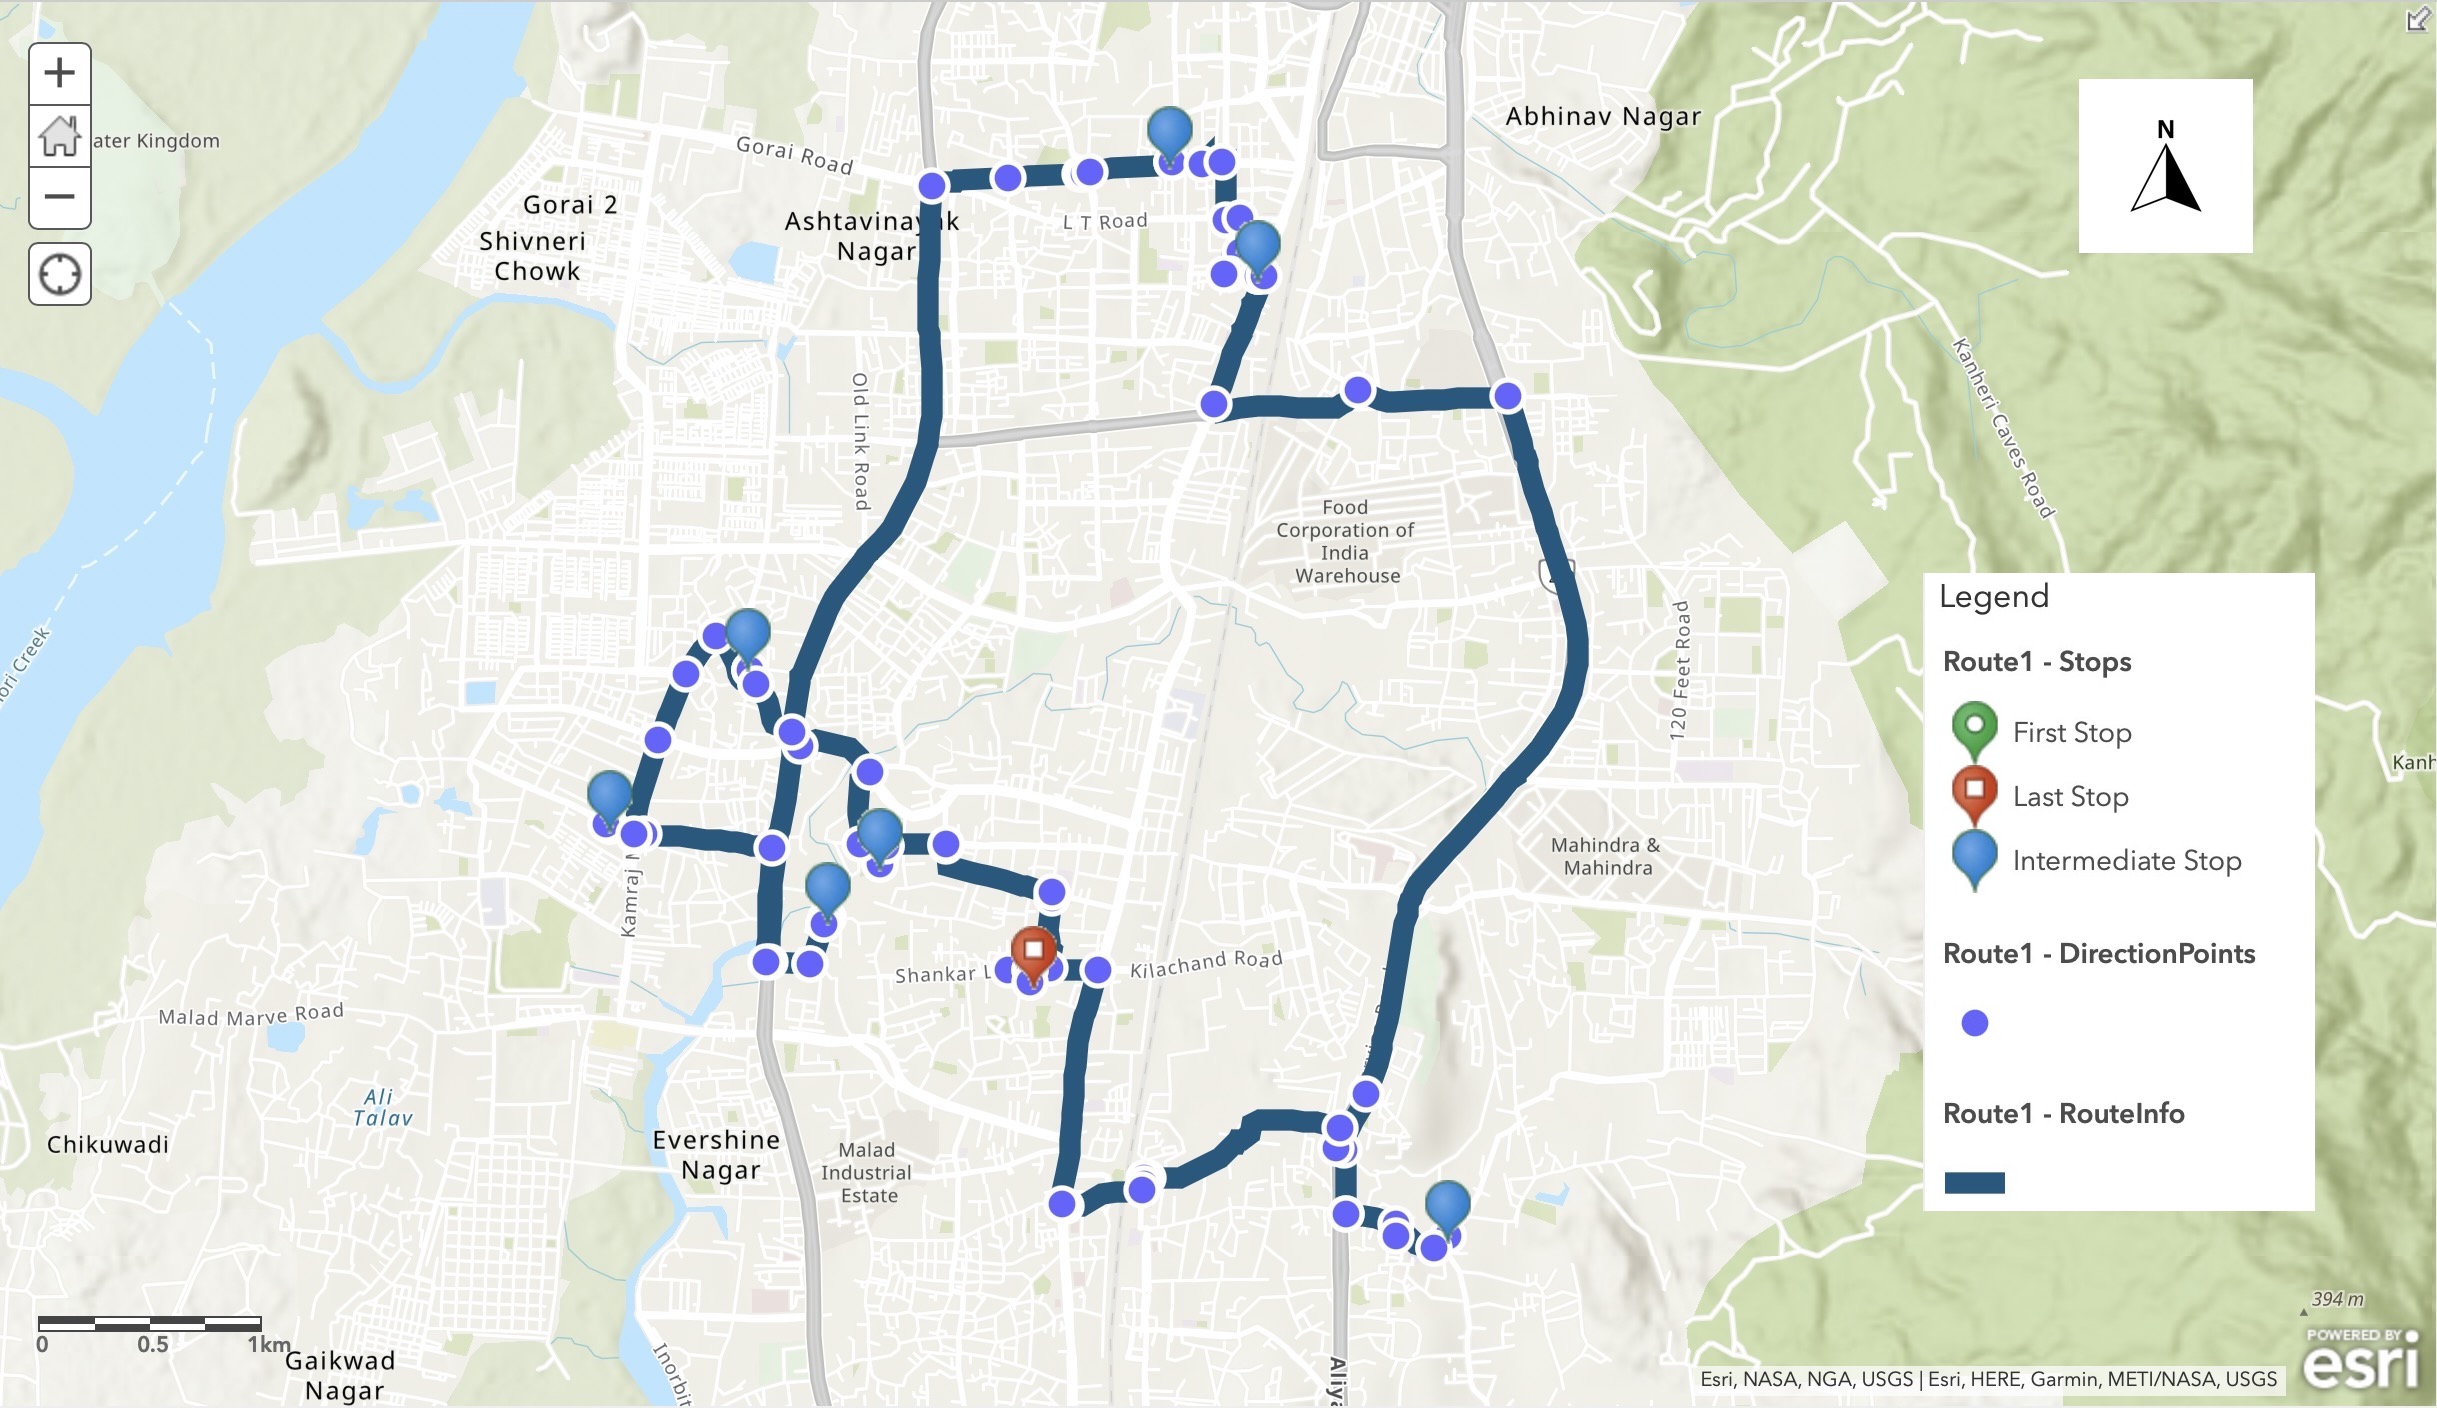 +
ater Kingdom
−
Gorai Road
Abhinav Nagar
N
Gorai 2
Shivneri
Chowk
Ashtavinayak
Nagar
L T Road
Old Link Road
Kanheri Caves Road
Food
Corporation of
India
Warehouse
120 Feet Road
ori Creek
Legend
Route1 - Stops
First Stop
Last Stop
Intermediate Stop
Route1 - DirectionPoints
Route1 - RouteInfo
Kanh
Mahindra &
Mahindra
Kamraj
Shankar L
Kilachand Road
Malad Marve Road
Ali
Talav
Chikuwadi
Evershine
Nagar
Malad
Industrial
Estate
394 m
0 0.5 1km
Gaikwad
Nagar
Inorbit
Aliya
POWERED BY
esri
Esri, NASA, NGA, USGS | Esri, HERE, Garmin, METI/NASA, USGS